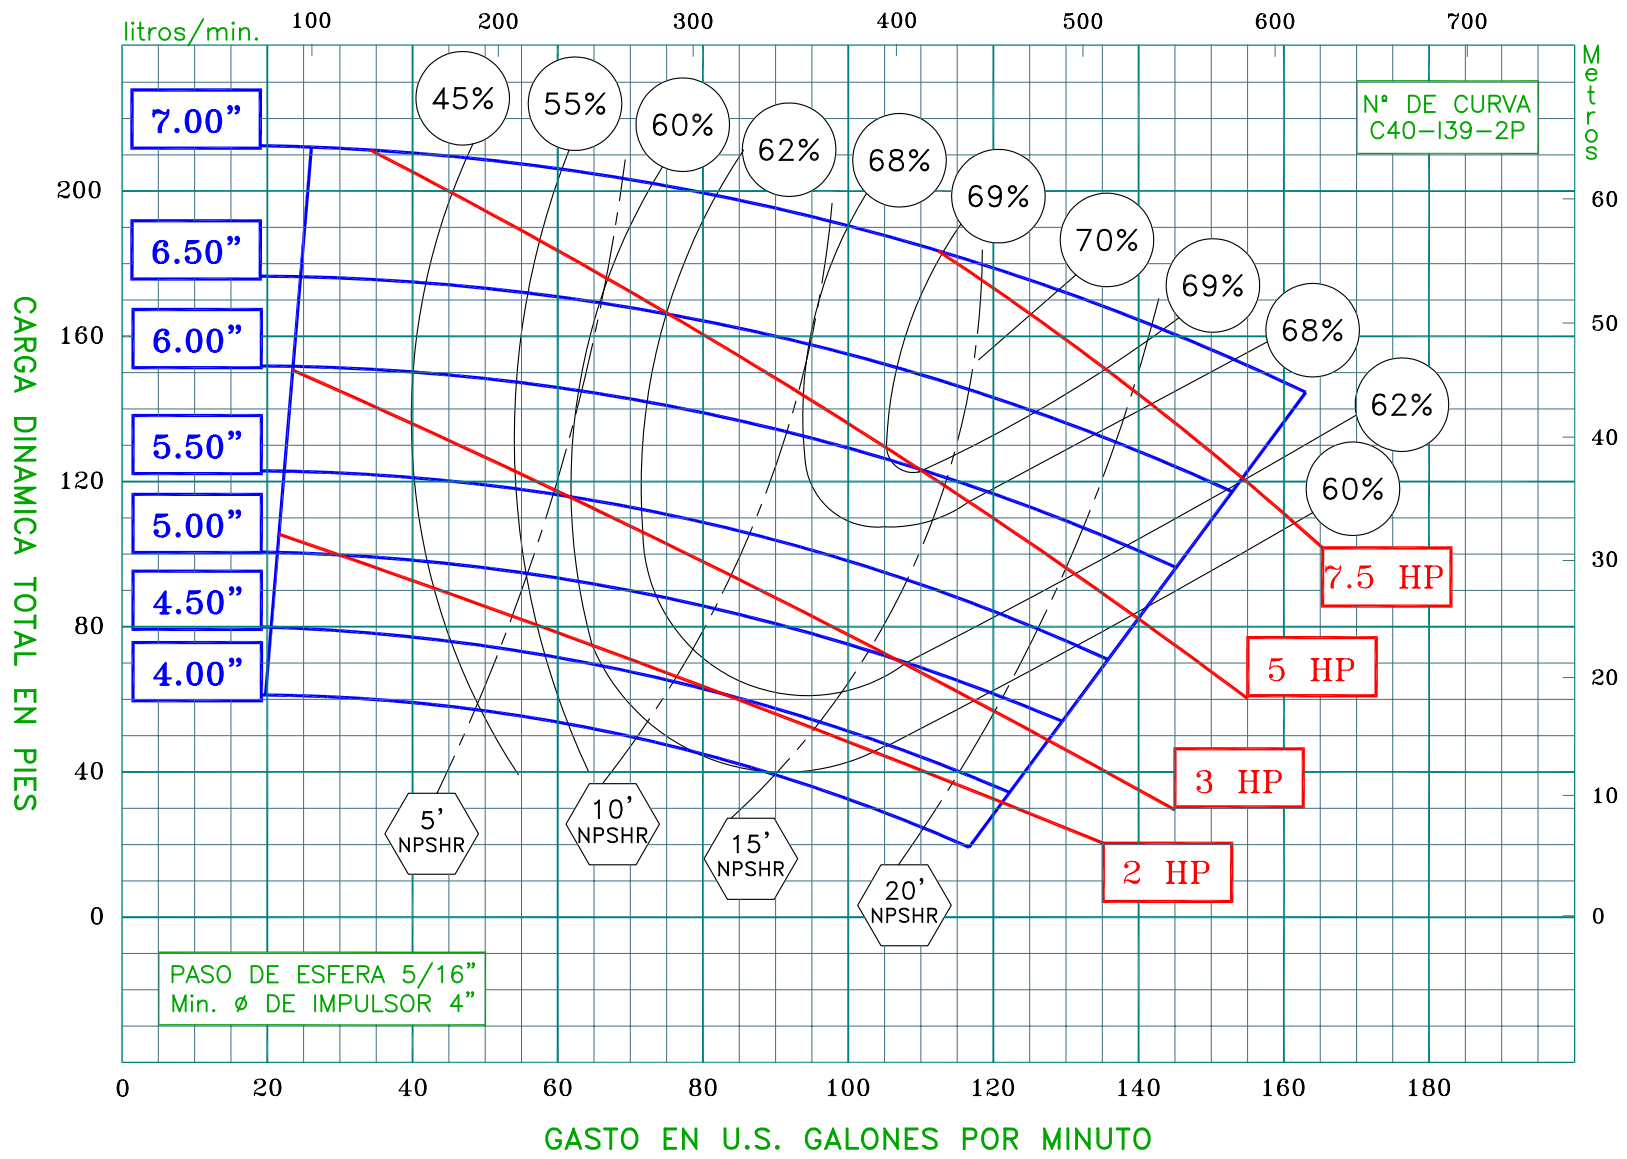 litros/min.
100 200 300 400 500 600 700
Metros
Nº DE CURVA
C40-I39-2P
45%
55%
60%
62%
68%
69%
70%
69%
68%
62%
60%
7.00”
6.50”
6.00”
5.50”
5.00”
4.50”
4.00”
200
160
120
80
40
0
60
50
40
30
20
10
0
CARGA DINAMICA TOTAL EN PIES
7.5 HP
5 HP
3 HP
2 HP
5’
NPSHR
10’
NPSHR
15’
NPSHR
20’
NPSHR
PASO DE ESFERA 5/16”
Min. ø DE IMPULSOR 4”
0 20 40 60 80 100 120 140 160 180
GASTO EN U.S. GALONES POR MINUTO